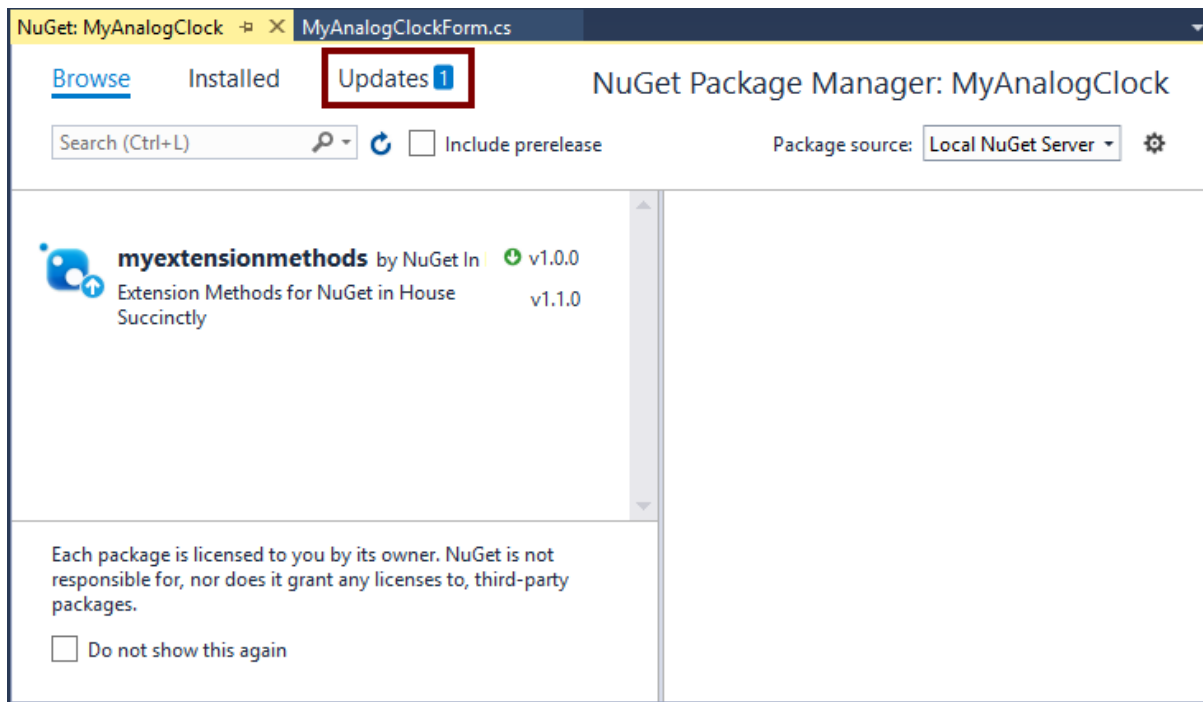 NuGet: MyAnalogClock MyAnalogClockForm.cs
Browse Installed Updates 1 NuGet Package Manager: MyAnalogClock
Search (Ctrl+L) Include prerelease Package source: Local NuGet Server
myextensionmethods by NuGet In v1.0.0
Extension Methods for NuGet in House v1.1.0
Succinctly
Each package is licensed to you by its owner. NuGet is not
responsible for, nor does it grant any licenses to, third-party
packages.
Do not show this again